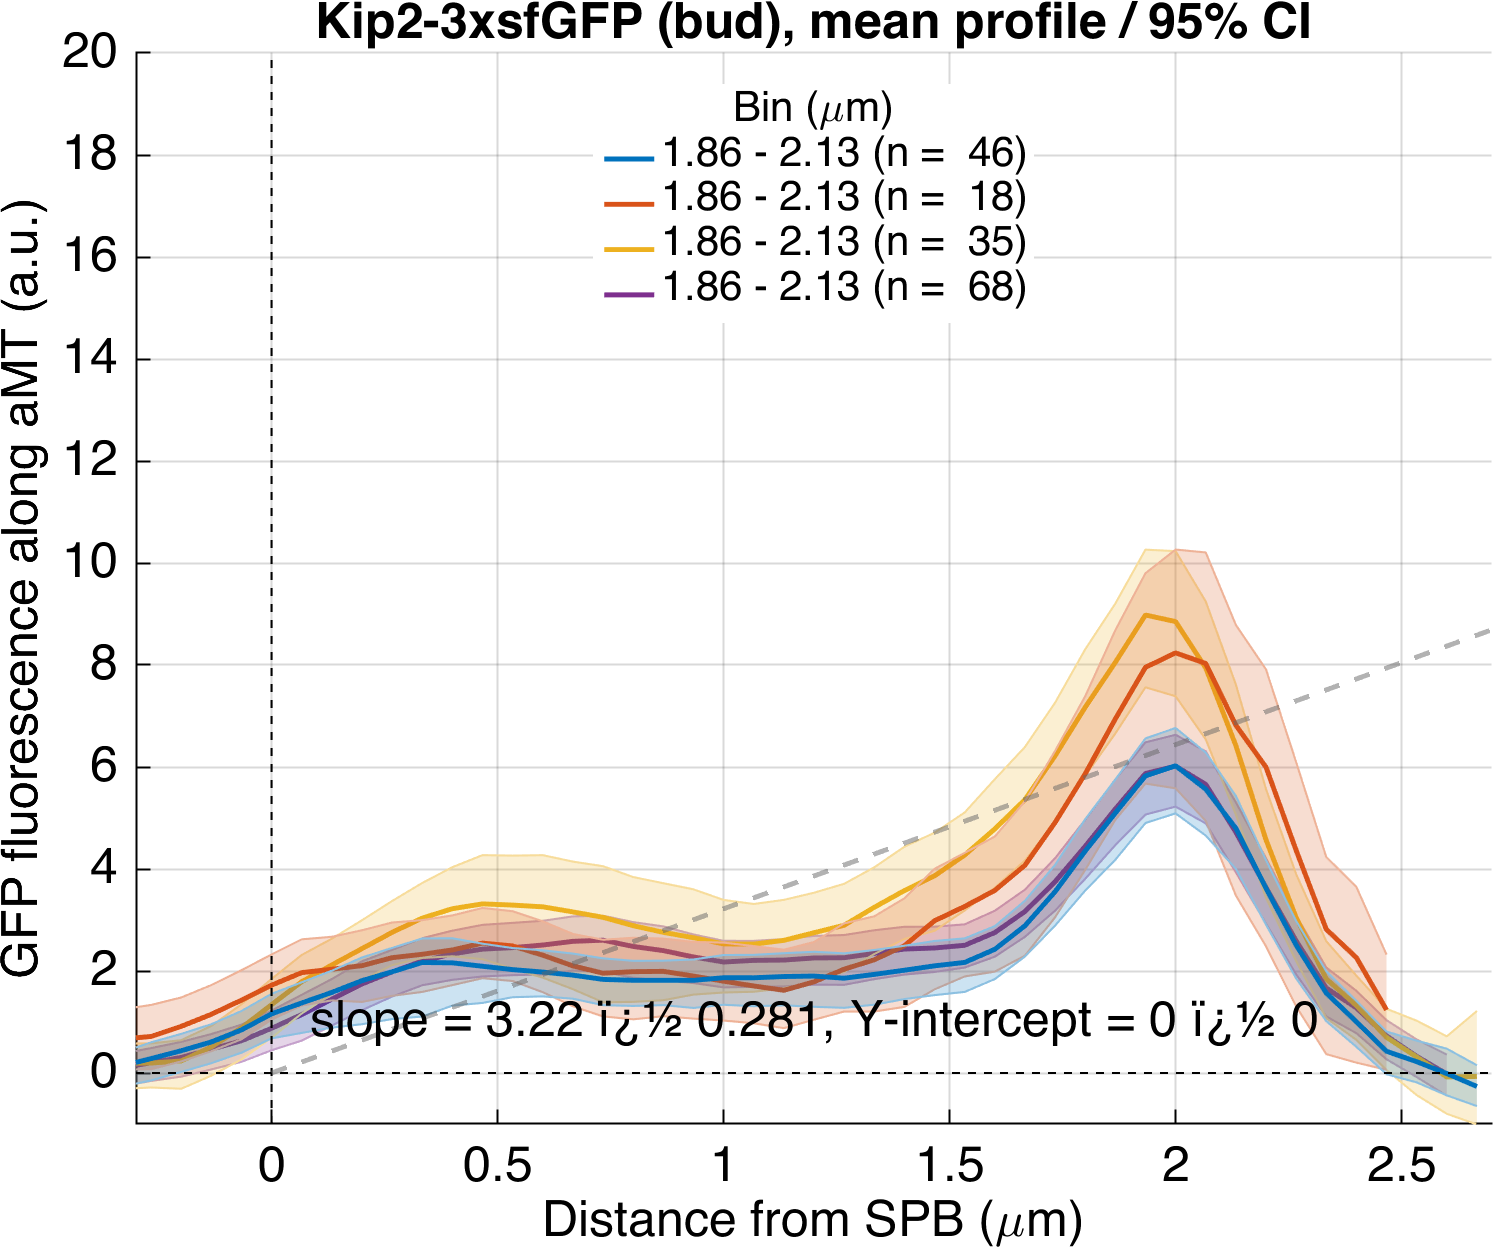 Kip2-3xsfGFP (bud), mean profile / 95% CI
GFP fluorescence along aMT (a.u.)
20
18
16
14
12
10
8
6
4
2
0
Bin (μm)
1.86 - 2.13 (n = 46)
1.86 - 2.13 (n = 18)
1.86 - 2.13 (n = 35)
1.86 - 2.13 (n = 68)
slope = 3.22 ï¿½ 0.281, Y-intercept = 0 ï¿½ 0
0 0.5 1 1.5 2 2.5
Distance from SPB (μm)